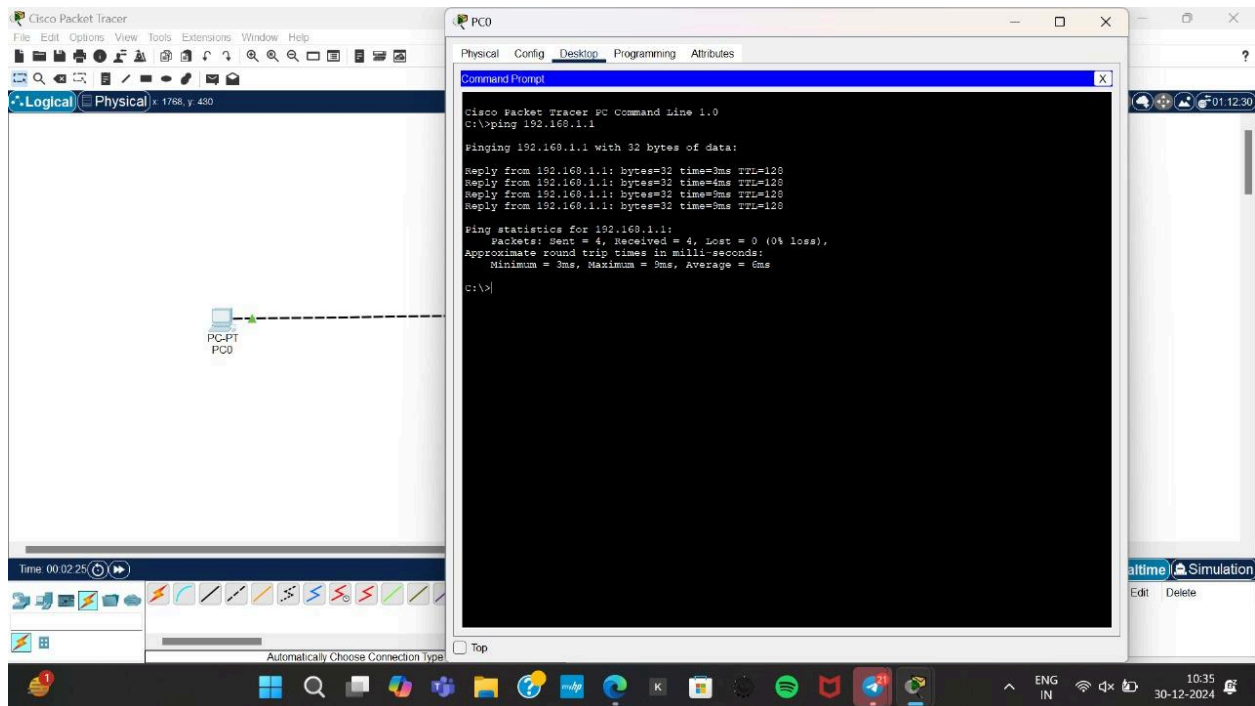 Cisco Packet Tracer
File Edit Options View Tools Extensions Window Help
?
Logical Physical x: 1768, y: 430
01:12:30
PC0
Physical Config Desktop Programming Attributes
Command Prompt X
Cisco Packet Tracer PC Command Line 1.0
C:\>ping 192.168.1.1
Pinging 192.168.1.1 with 32 bytes of data:
Reply from 192.168.1.1: bytes=32 time=3ms TTL=128
Reply from 192.168.1.1: bytes=32 time=4ms TTL=128
Reply from 192.168.1.1: bytes=32 time=9ms TTL=128
Reply from 192.168.1.1: bytes=32 time=9ms TTL=128
Ping statistics for 192.168.1.1:
Packets: Sent = 4, Received = 4, Lost = 0 (0% loss),
Approximate round trip times in milli-seconds:
Minimum = 3ms, Maximum = 9ms, Average = 6ms
C:\>
Top
PC-PT
PC0
Time: 00:02:25
altime Simulation
Edit Delete
Automatically Choose Connection Type
mhp
K
ENG
IN
10:35
30-12-2024